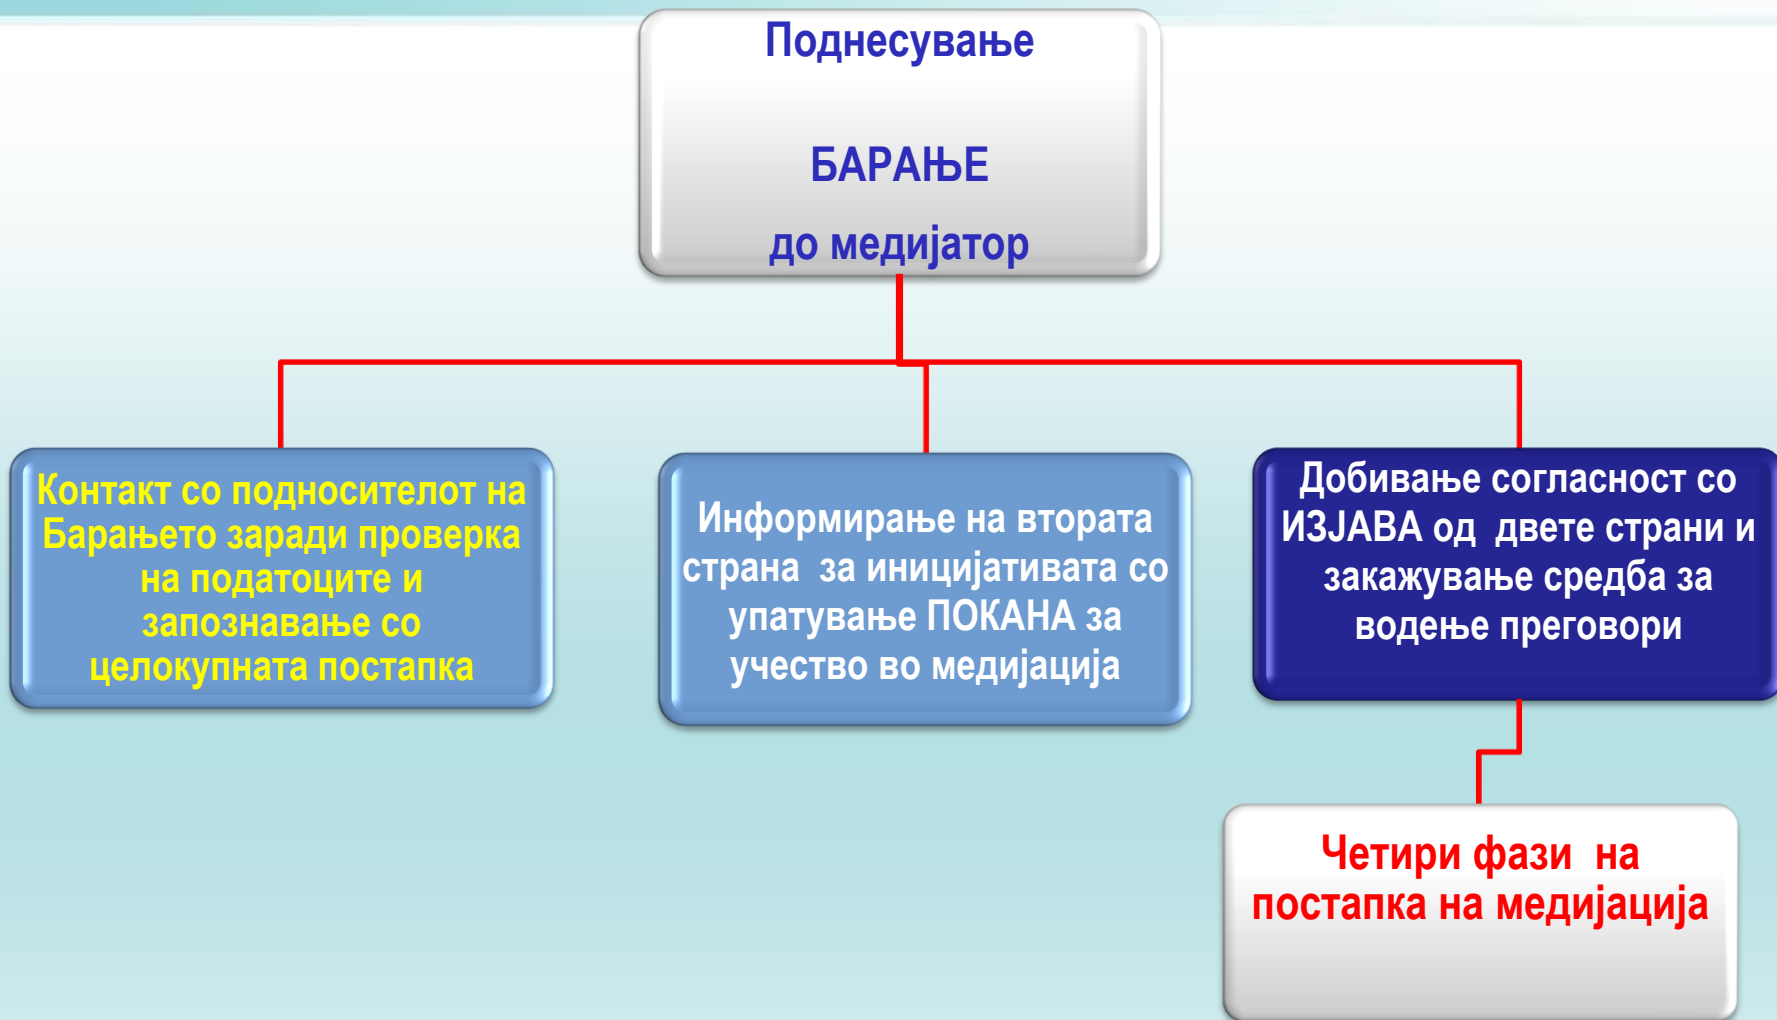 Поднесување
БАРАЊЕ
до медијатор
Контакт со подносителот на
Барањето заради проверка
на податоците и
запознавање со
целокупната постапка
Информирање на втората
страна  за иницијативата со
упатување ПОКАНА за
учество во медијација
Добивање согласност со
ИЗЈАВА од  двете страни и
закажување средба за
водење преговори
Четири фази  на
постапка на медијација